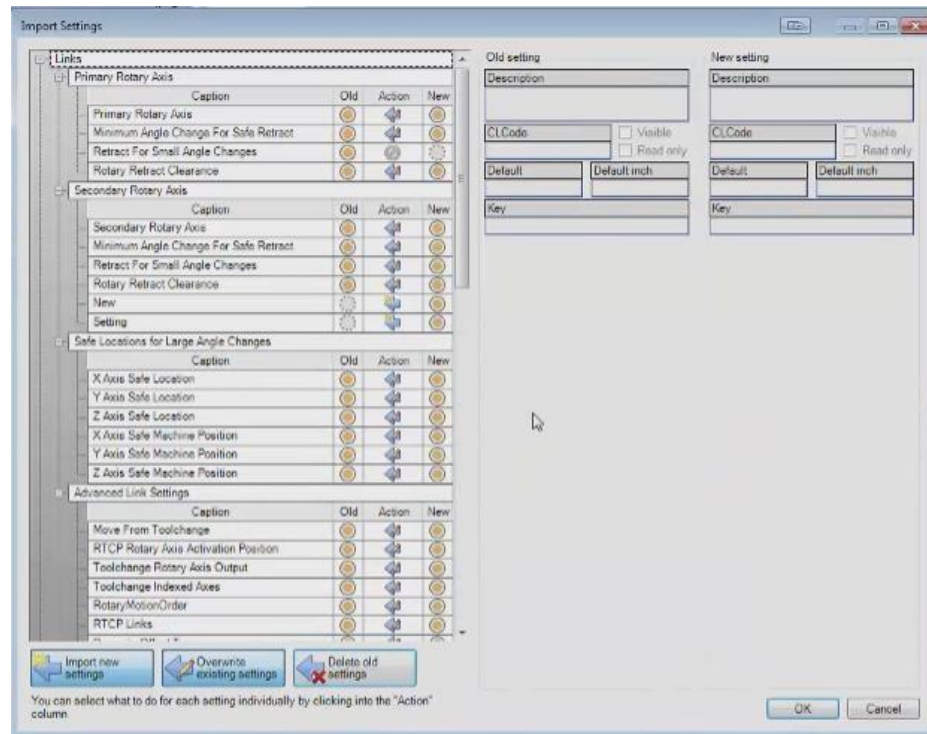 Import Settings
Links
Primary Rotary Axis
Caption Old Action New
Primary Rotary Axis
Minimum Angle Change For Safe Retract
Retract For Small Angle Changes
Rotary Retract Clearance
Secondary Rotary Axis
Caption Old Action New
Secondary Rotary Axis
Minimum Angle Change For Safe Retract
Retract For Small Angle Changes
Rotary Retract Clearance
New
Setting
Safe Locations for Large Angle Changes
Caption Old Action New
X Axis Safe Location
Y Axis Safe Location
Z Axis Safe Location
X Axis Safe Machine Position
Y Axis Safe Machine Position
Z Axis Safe Machine Position
Advanced Link Settings
Caption Old Action New
Move From Toolchange
RTCP Rotary Axis Activation Position
Toolchange Rotary Axis Output
Toolchange Indexed Axes
RotaryMotionOrder
RTCP Links
Import new
settings
Overwrite
existing settings
Delete old
settings
You can select what to do for each setting individually by clicking into the "Action"
column
Old setting
Description
CLCode Visible
Read only
Default Default inch
Key
New setting
Description
CLCode Visible
Read only
Default Default inch
Key
OK Cancel